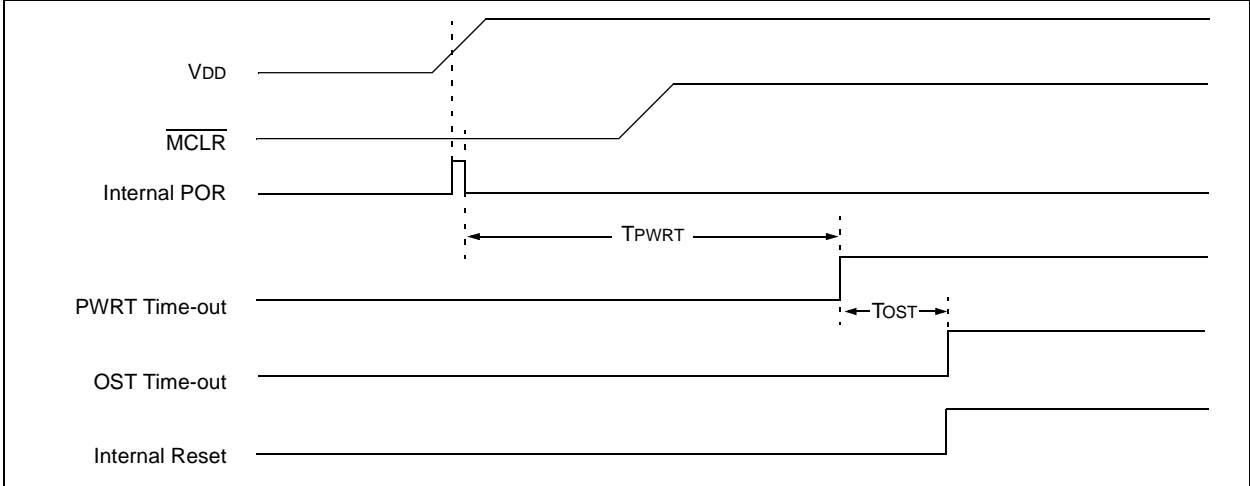 VDD
MCLR
Internal POR
TPWRT
PWRT Time-out
TOST
OST Time-out
Internal Reset